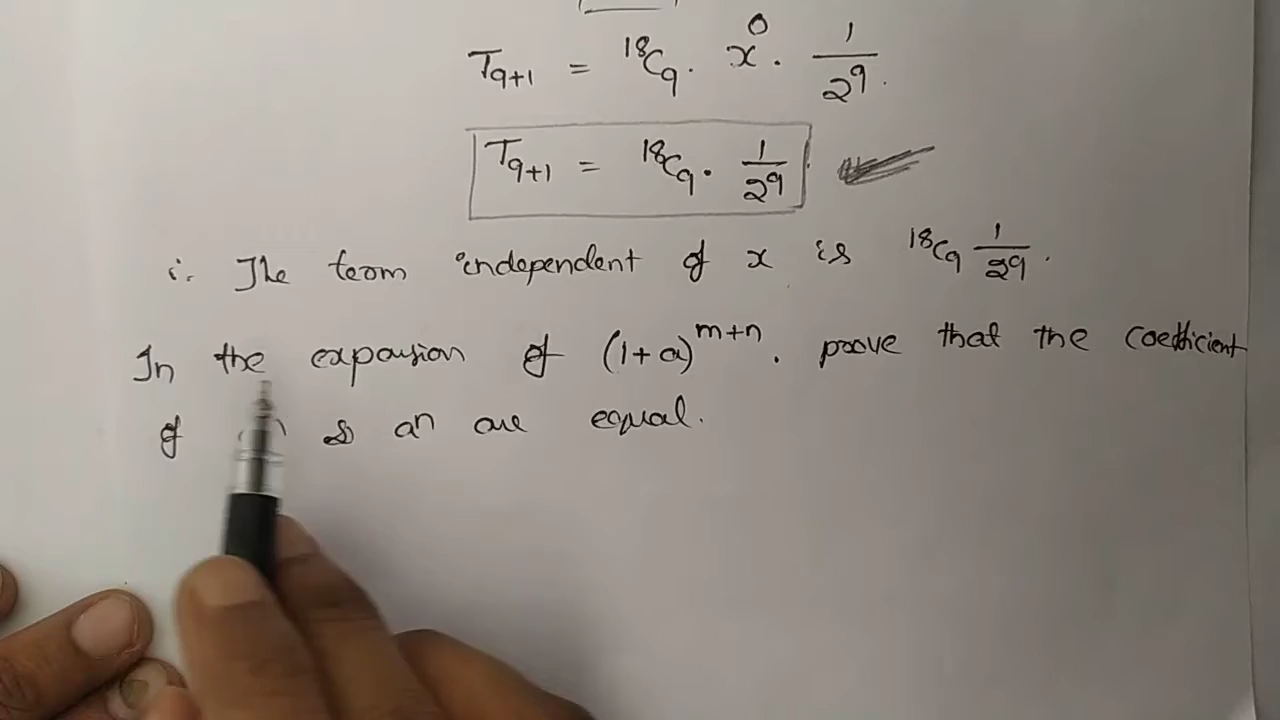 T₉₊₁ = ¹⁸C₉ . x⁰ . 1/2⁹ .
T₉₊₁ = ¹⁸C₉ . 1/2⁹ .
∴ The term independent of x is ¹⁸C₉ 1/2⁹ .
In the expansion of (1+a)ᵐ⁺ⁿ . prove that the coefficient
of & aⁿ are equal.